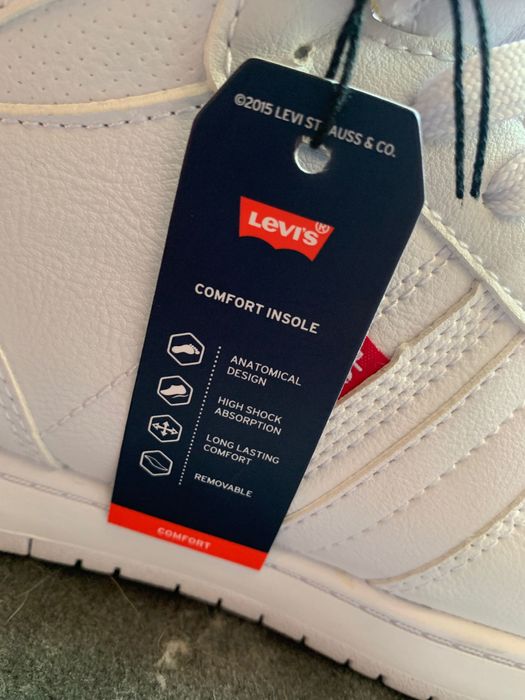 ©2015 LEVI STRAUSS & CO.
Levi's®
COMFORT INSOLE
ANATOMICAL
DESIGN
HIGH SHOCK
ABSORPTION
LONG LASTING
COMFORT
REMOVABLE
COMFORT